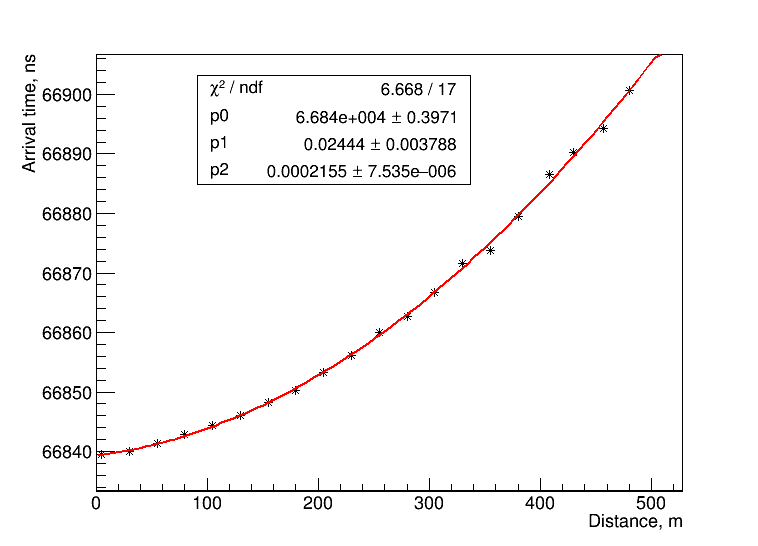 Arrival time, ns
66900
66890
66880
66870
66860
66850
66840
χ² / ndf 6.668 / 17
p0 6.684e+004 ± 0.3971
p1 0.02444 ± 0.003788
p2 0.0002155 ± 7.535e−006
0 100 200 300 400 500
Distance, m